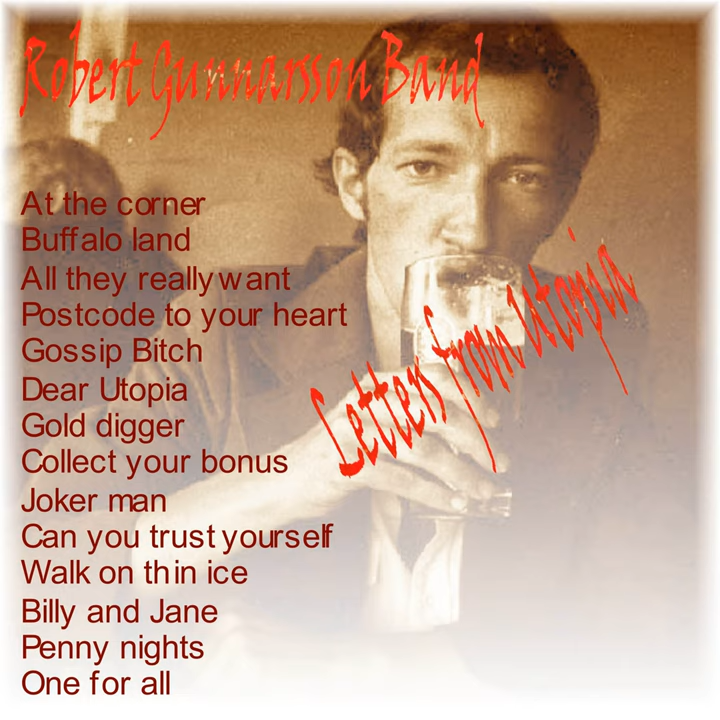 Robert Gunnarsson Band
At the corner
Buffalo land
All they really want
Postcode to your heart
Gossip Bitch
Dear Utopia
Gold digger
Collect your bonus
Joker man
Can you trust yourself
Walk on thin ice
Billy and Jane
Penny nights
One for all
Letters from Utopia